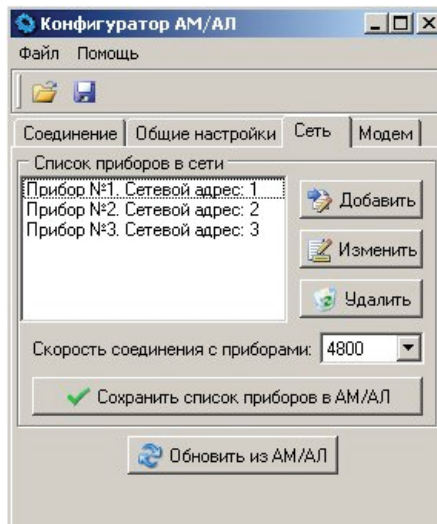 Конфигуратор АМ/АЛ
Файл Помощь
Соединение Общие настройки Сеть Модем
Список приборов в сети
Прибор №1. Сетевой адрес: 1
Прибор №2. Сетевой адрес: 2
Прибор №3. Сетевой адрес: 3
Добавить
Изменить
Удалить
Скорость соединения с приборами: 4800
Сохранить список приборов в АМ/АЛ
Обновить из АМ/АЛ